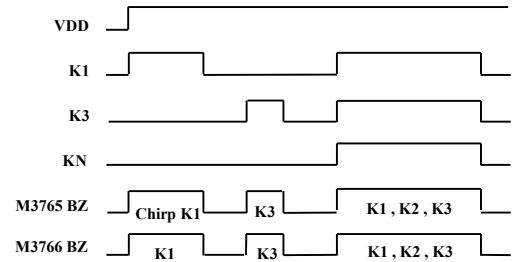 VDD
K1
K3
KN
M3765 BZ Chirp K1 K3 K1 , K2 , K3
M3766 BZ K1 K3 K1 , K2 , K3